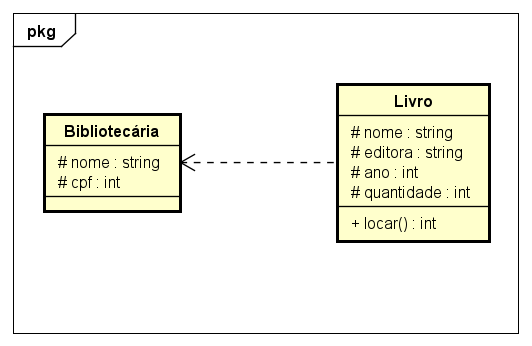 pkg
Bibliotecária
# nome : string
# cpf : int
Livro
# nome : string
# editora : string
# ano : int
# quantidade : int
+ locar() : int